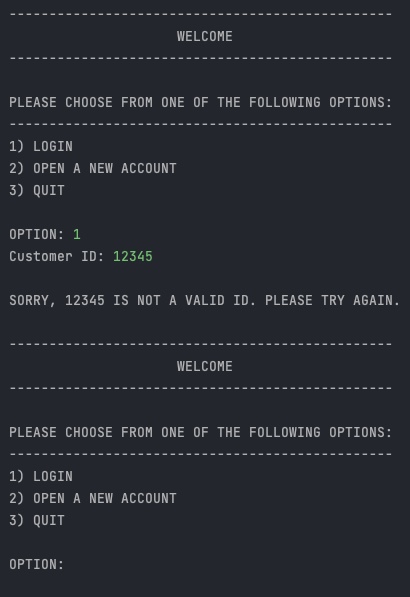 ------------------------------------------------
WELCOME
------------------------------------------------
PLEASE CHOOSE FROM ONE OF THE FOLLOWING OPTIONS:
------------------------------------------------
1) LOGIN
2) OPEN A NEW ACCOUNT
3) QUIT
OPTION: 1
Customer ID: 12345
SORRY, 12345 IS NOT A VALID ID. PLEASE TRY AGAIN.
------------------------------------------------
WELCOME
------------------------------------------------
PLEASE CHOOSE FROM ONE OF THE FOLLOWING OPTIONS:
------------------------------------------------
1) LOGIN
2) OPEN A NEW ACCOUNT
3) QUIT
OPTION: